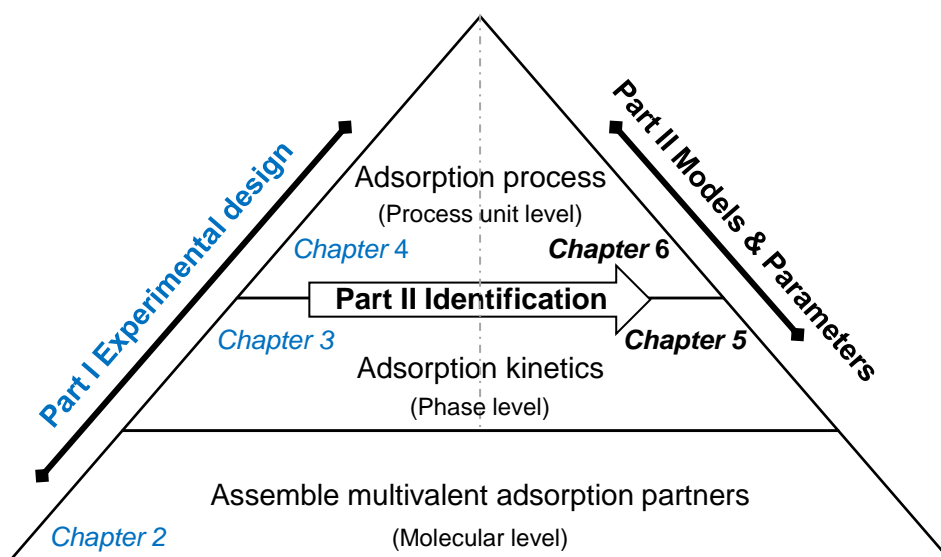 Part I Experimental design
Part II Models & Parameters
Adsorption process
(Process unit level)
Chapter 4
Chapter 6
Part II Identification
Chapter 3
Chapter 5
Adsorption kinetics
(Phase level)
Assemble multivalent adsorption partners
Chapter 2
(Molecular level)